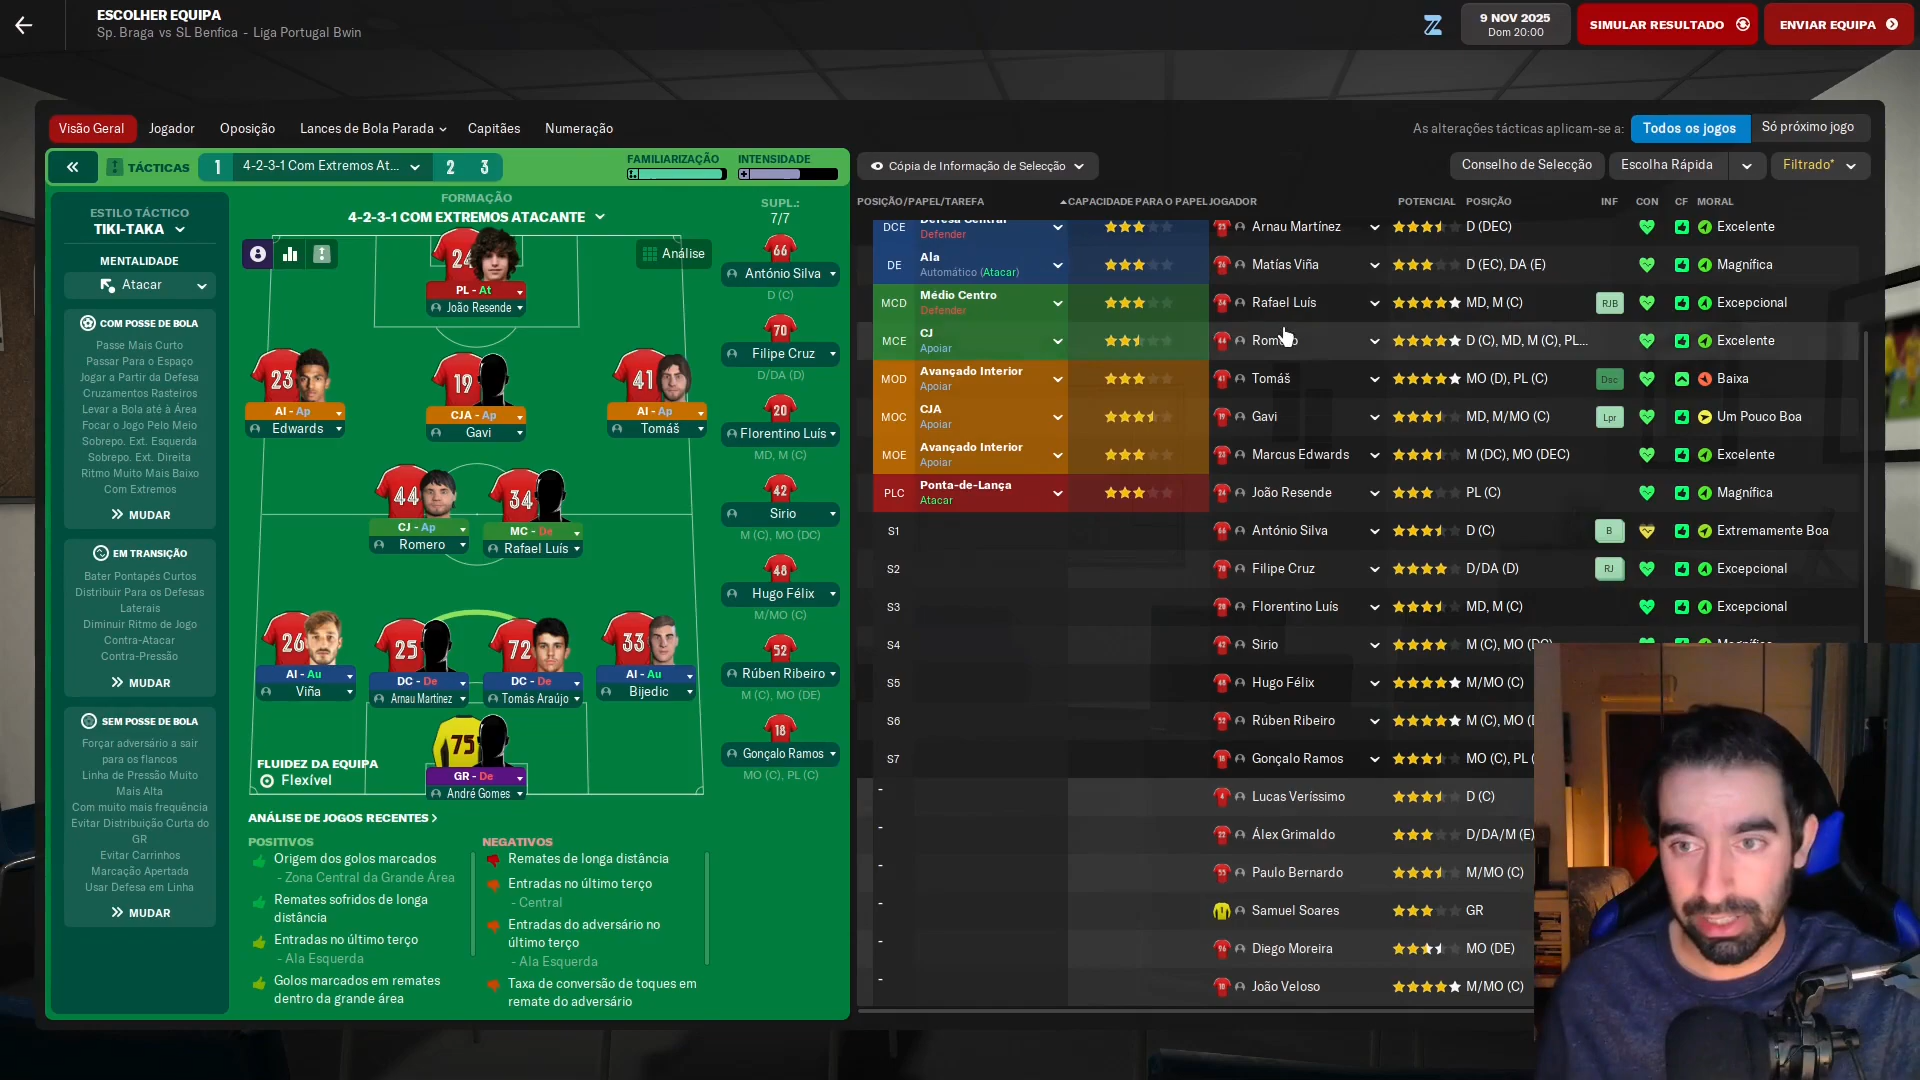 ESCOLHER EQUIPA
Sp. Braga vs SL Benfica - Liga Portugal Bwin
9 NOV 2025
Dom 20:00
SIMULAR RESULTADO
ENVIAR EQUIPA
Visão Geral
Jogador
Oposição
Lances de Bola Parada
Capitães
Numeração
As alterações tácticas aplicam-se a:
Todos os jogos
Só próximo jogo
TÁCTICAS
1
4-2-3-1 Com Extremos At...
2
3
FAMILIARIZAÇÃO
INTENSIDADE
Cópia de Informação de Selecção
Conselho de Selecção
Escolha Rápida
Filtrado*
ESTILO TÁCTICO
TIKI-TAKA
MENTALIDADE
Atacar
COM POSSE DE BOLA
Passe Mais Curto
Passar Para o Espaço
Jogar a Partir da Defesa
Cruzamentos Rasteiros
Levar a Bola até à Área
Focar o Jogo Pelo Meio
Sobrepo. Ext. Esquerda
Sobrepo. Ext. Direita
Ritmo Muito Mais Baixo
Com Extremos
MUDAR
EM TRANSIÇÃO
Bater Pontapés Curtos
Distribuir Para os Defesas
Laterais
Diminuir Ritmo de Jogo
Contra-Atacar
Contra-Pressão
MUDAR
SEM POSSE DE BOLA
Forçar adversário a sair
para os flancos
Linha de Pressão Muito
Mais Alta
Com muito mais frequência
Evitar Distribuição Curta do
GR
Evitar Carrinhos
Marcação Apertada
Usar Defesa em Linha
MUDAR
FORMAÇÃO
4-2-3-1 COM EXTREMOS ATACANTE
Análise
24
PL - At
João Resende
23
AI - Ap
Edwards
19
CJA - Ap
Gavi
41
AI - Ap
Tomáš
44
CJ - Ap
Romero
34
MC - De
Rafael Luís
26
Al - Au
Viña
25
DC - De
Arnau Martínez
72
DC - De
Tomás Araújo
33
Al - Au
Bijedic
75
GR - De
André Gomes
FLUIDEZ DA EQUIPA
Flexível
SUPL.:
7/7
66
António Silva
D (C)
70
Filipe Cruz
D/DA (D)
20
Florentino Luís
MD, M (C)
42
Sirio
M (C), MO (DC)
48
Hugo Félix
M/MO (C)
52
Rúben Ribeiro
M (C), MO (DE)
18
Gonçalo Ramos
MO (C), PL (C)
ANÁLISE DE JOGOS RECENTES
POSITIVOS
Origem dos golos marcados
- Zona Central da Grande Área
Remates sofridos de longa
distância
Entradas no último terço
- Ala Esquerda
Golos marcados em remates
dentro da grande área
NEGATIVOS
Remates de longa distância
Entradas no último terço
- Central
Entradas do adversário no
último terço
- Ala Esquerda
Taxa de conversão de toques em
remate do adversário
POSIÇÃO/PAPEL/TAREFA CAPACIDADE PARA O PAPEL JOGADOR POTENCIAL POSIÇÃO INF CON CF MORAL
DCE Defesa Central Defender Arnau Martínez D (DEC) Excelente
DE Ala Automático (Atacar) Matías Viña D (EC), DA (E) Magnífica
MCD Médio Centro Defender Rafael Luís MD, M (C) RJB Excepcional
MCE CJ Apoiar D (C), MD, M (C), PL... Excelente
MOD Avançado Interior Apoiar Tomáš MO (D), PL (C) Dsc Baixa
MOC CJA Apoiar Gavi MD, M/MO (C) Lpr Um Pouco Boa
MOE Avançado Interior Apoiar Marcus Edwards M (DC), MO (DEC) Excelente
PLC Ponta-de-Lança Atacar João Resende PL (C) Magnífica
S1 António Silva D (C) B Extremamente Boa
S2 Filipe Cruz D/DA (D) RJ Excepcional
S3 Florentino Luís MD, M (C) Excepcional
S4 Sirio M (C), MO
S5 Hugo Félix M/MO (C)
S6 Rúben Ribeiro M (C), MO
S7 Gonçalo Ramos MO (C), PL
- Lucas Veríssimo D (C)
- Álex Grimaldo D/DA/M (E)
- Paulo Bernardo M/MO (C)
- Samuel Soares GR
- Diego Moreira MO (DE)
- João Veloso M/MO (C)